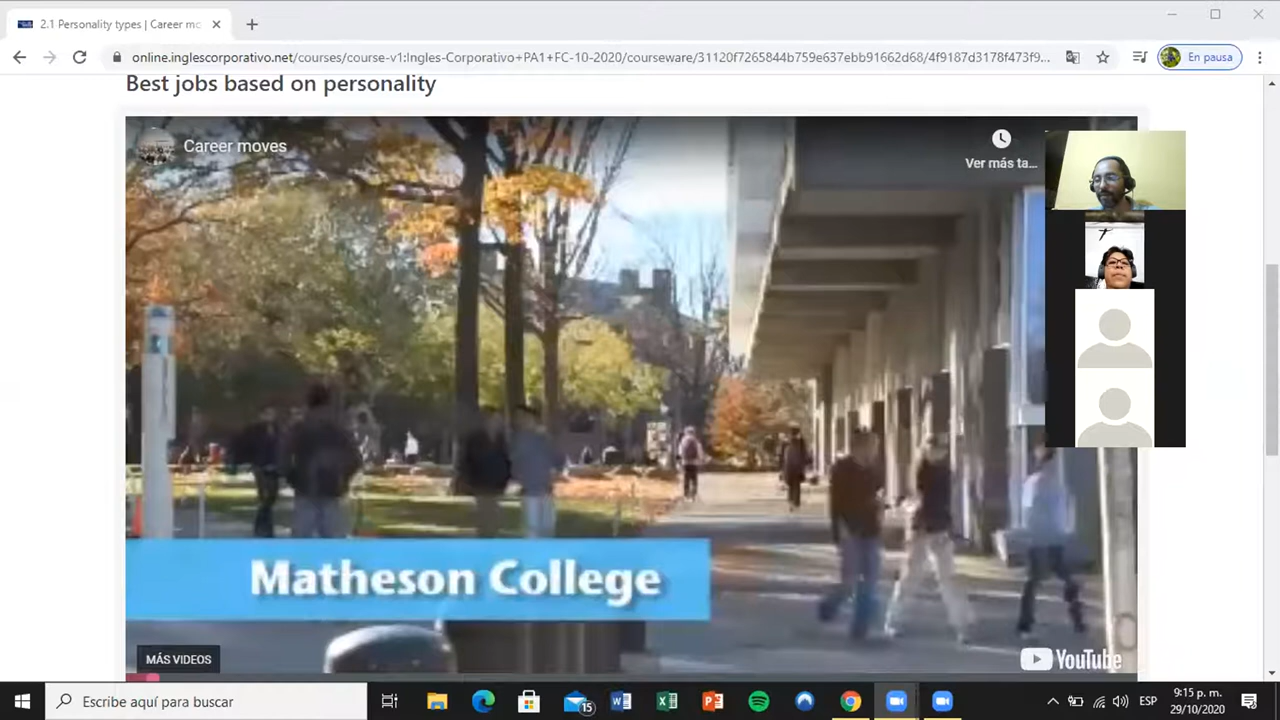 2.1 Personality types | Career mo
online.inglescorporativo.net/courses/course-v1:Ingles-Corporativo+PA1+FC-10-2020/courseware/31120f7265844b759e637ebb91662d68/4f9187d3178f473f9...
En pausa
Best jobs based on personality
Career moves
Ver más ta...
Matheson College
MÁS VIDEOS
YouTube
Escribe aquí para buscar
15
ESP
9:15 p. m.
29/10/2020